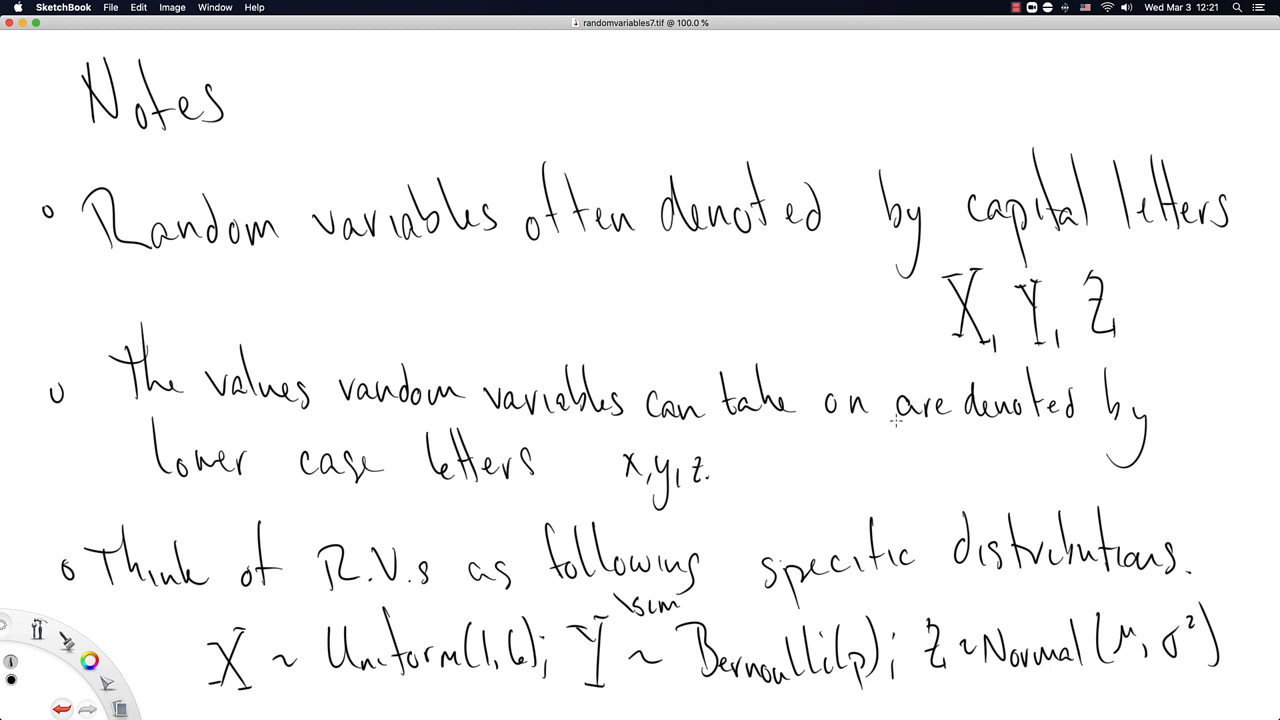 SketchBook File Edit Image Window Help Wed Mar 3 12:21
randomvariables7.tif @ 100.0 %
Notes
Random variables often denoted by capital letters
X, Y, Z
The values random variables can take on are denoted by
lower case letters x, y, z.
Think of R.V.s as following specific distributions.
\sim
X ~ Uniform(1,6); Y ~ Bernoulli(p); Z ~ Normal(μ, σ²)